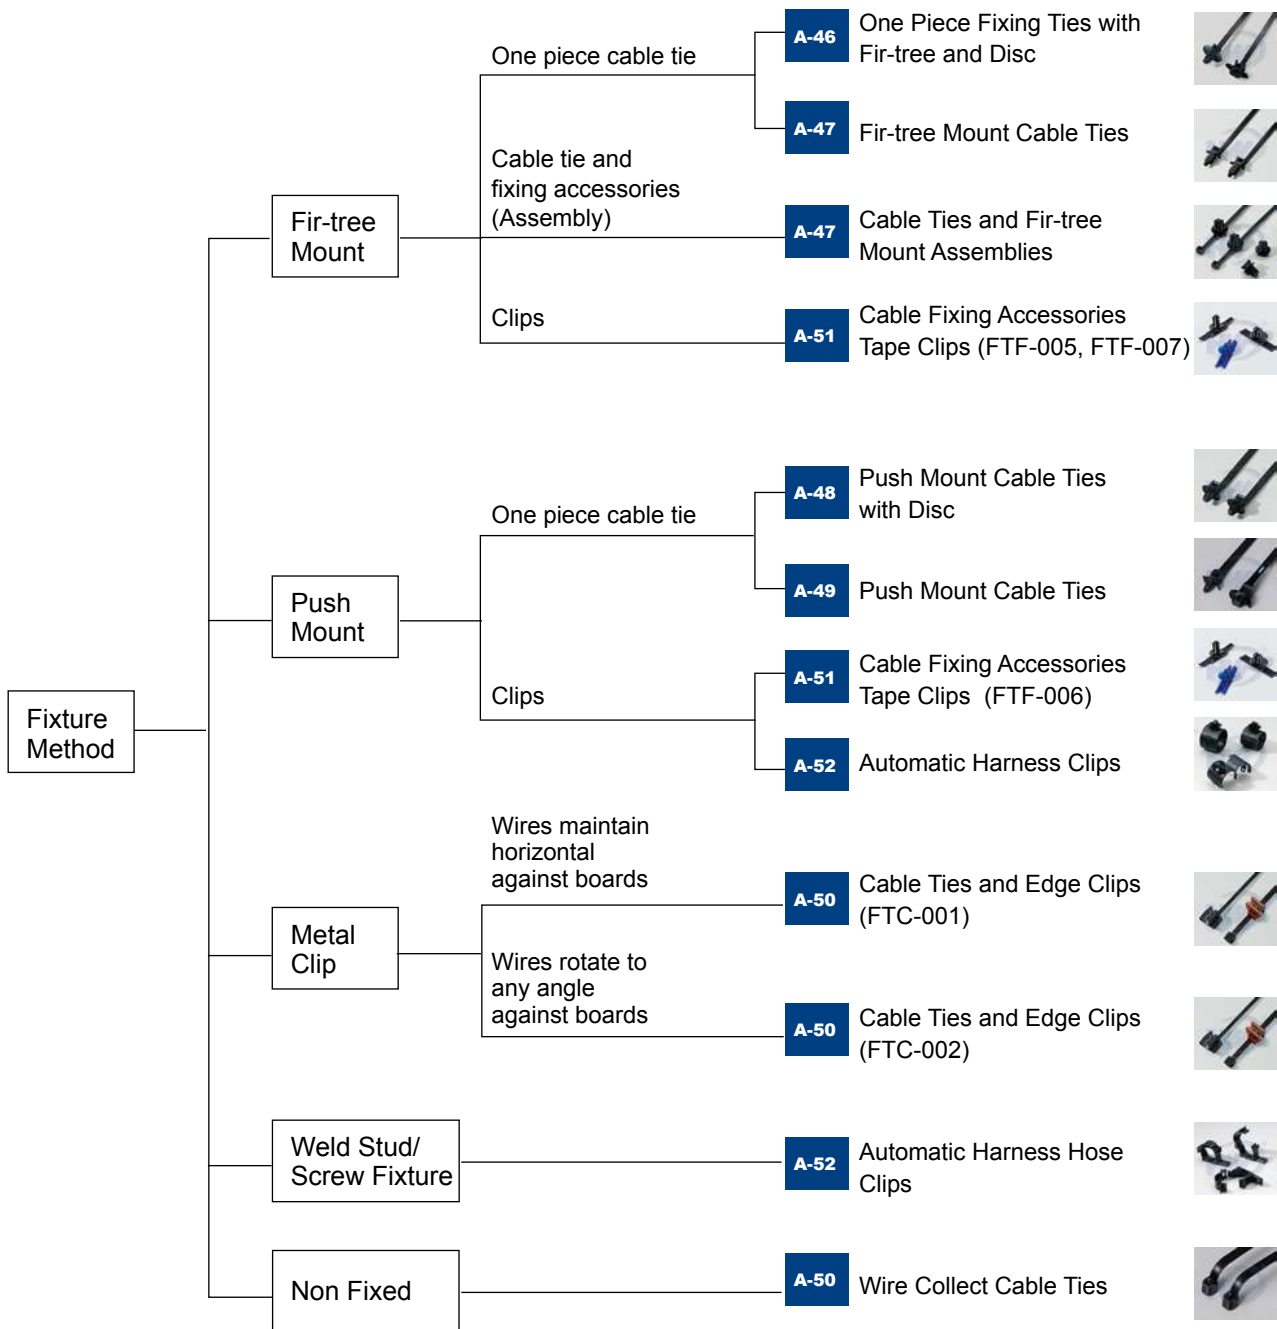 One piece cable tie
A-46
One Piece Fixing Ties with
Fir-tree and Disc
A-47
Fir-tree Mount Cable Ties
Fir-tree
Mount
Cable tie and
fixing accessories
(Assembly)
A-47
Cable Ties and Fir-tree
Mount Assemblies
Clips
A-51
Cable Fixing Accessories
Tape Clips (FTF-005, FTF-007)
Push
Mount
One piece cable tie
A-48
Push Mount Cable Ties
with Disc
A-49
Push Mount Cable Ties
Clips
A-51
Cable Fixing Accessories
Tape Clips (FTF-006)
A-52
Automatic Harness Clips
Fixture
Method
Metal
Clip
Wires maintain
horizontal
against boards
A-50
Cable Ties and Edge Clips
(FTC-001)
Wires rotate to
any angle
against boards
A-50
Cable Ties and Edge Clips
(FTC-002)
Weld Stud/
Screw Fixture
A-52
Automatic Harness Hose
Clips
Non Fixed
A-50
Wire Collect Cable Ties